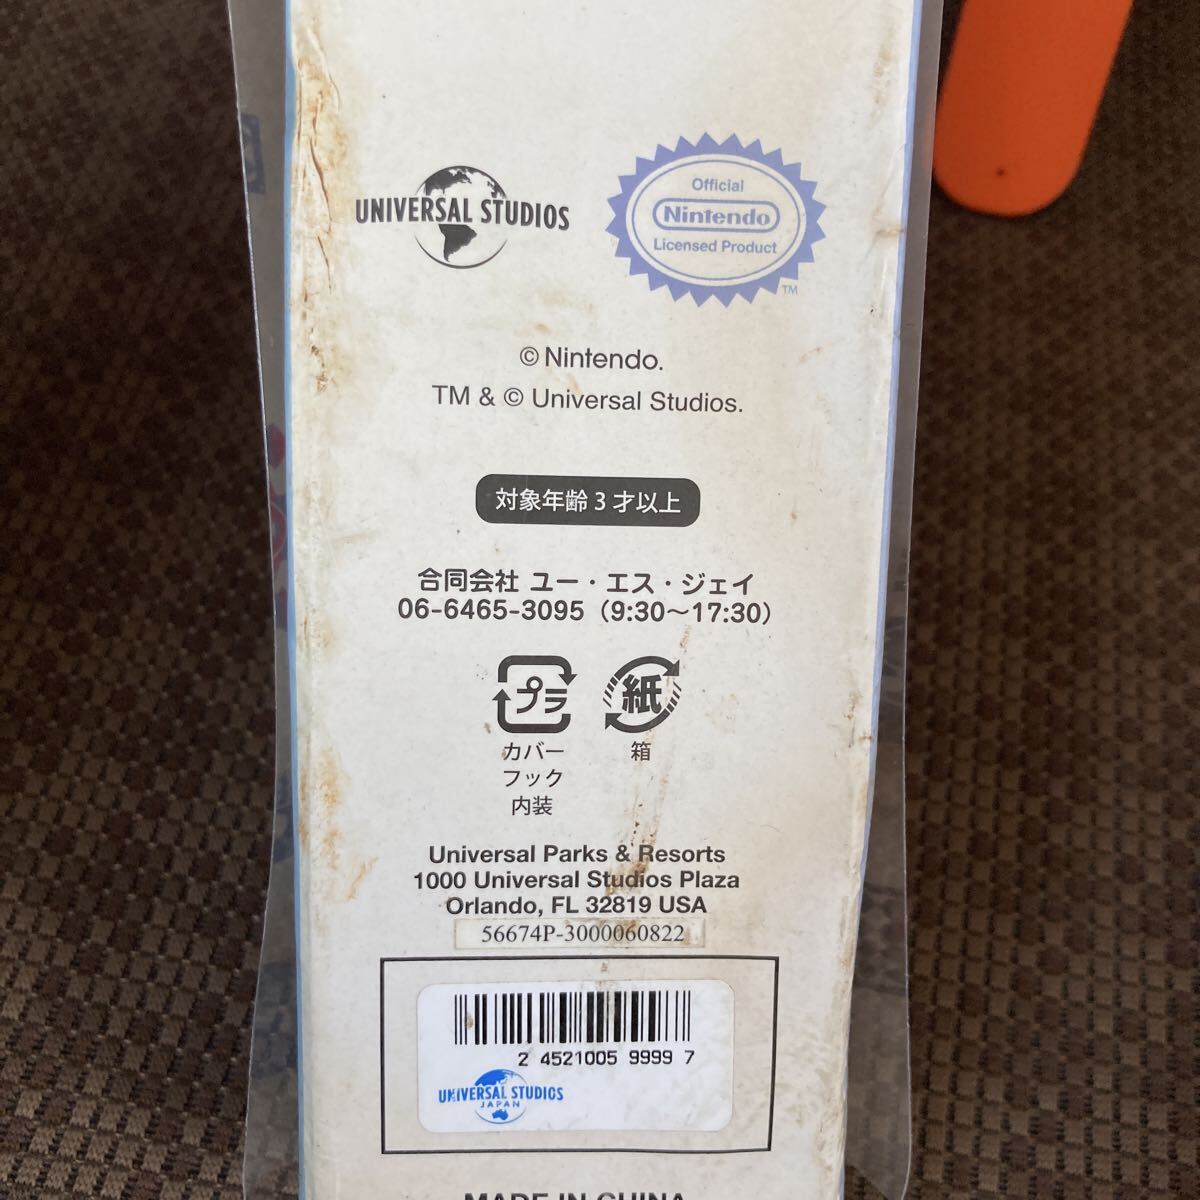 UNIVERSAL STUDIOS
Official
Nintendo
Licensed Product
TM
© Nintendo.
TM & © Universal Studios.
対象年齢 3 才以上
合同会社 ユー・エス・ジェイ
06-6465-3095（9:30～17:30）
プラ
紙
カバー
フック
内装
箱
Universal Parks & Resorts
1000 Universal Studios Plaza
Orlando, FL 32819 USA
56674P-3000060822
2 4521005 9999 7
UNIVERSAL STUDIOS
JAPAN
MADE IN CHINA